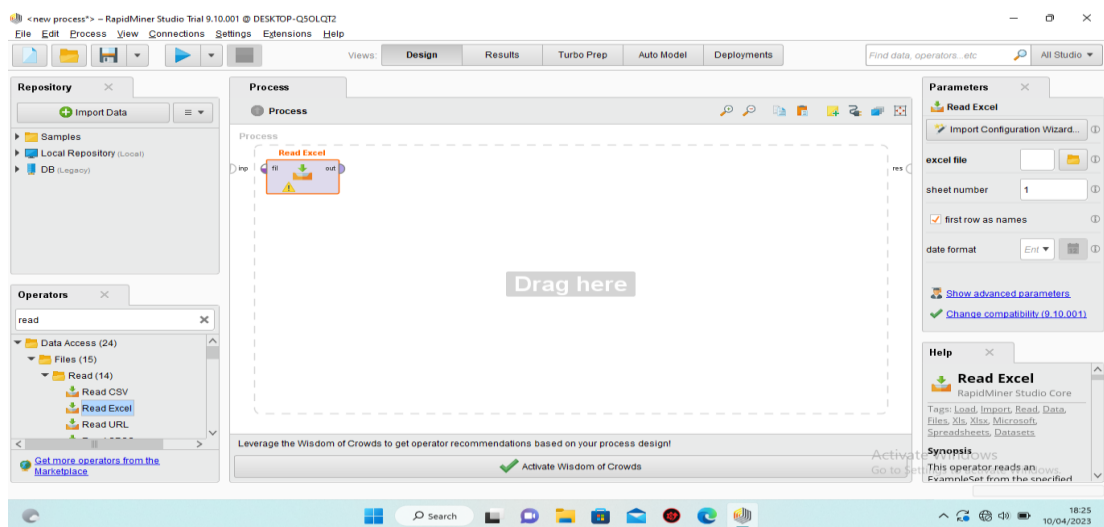 <new process*> – RapidMiner Studio Trial 9.10.001 @ DESKTOP-Q5OLQT2
File Edit Process View Connections Settings Extensions Help
Views: Design Results Turbo Prep Auto Model Deployments Find data, operators...etc All Studio
Repository
Import Data
Samples
Local Repository (Local)
DB (Legacy)
Operators
read
Data Access (24)
Files (15)
Read (14)
Read CSV
Read Excel
Read URL
Get more operators from the
Marketplace
Process
Process
Process
Read Excel
inp fil out res
Drag here
Leverage the Wisdom of Crowds to get operator recommendations based on your process design!
Activate Wisdom of Crowds
Parameters
Read Excel
Import Configuration Wizard...
excel file
sheet number 1
first row as names
date format Ent
Show advanced parameters
Change compatibility (9.10.001)
Help
Read Excel
RapidMiner Studio Core
Tags: Load, Import, Read, Data,
Files, Xls, Xlsx, Microsoft,
Spreadsheets, Datasets
Synopsis
This operator reads an
ExampleSet from the specified
Activate Windows
Go to Settings to activate Windows.
Search
18:25
10/04/2023